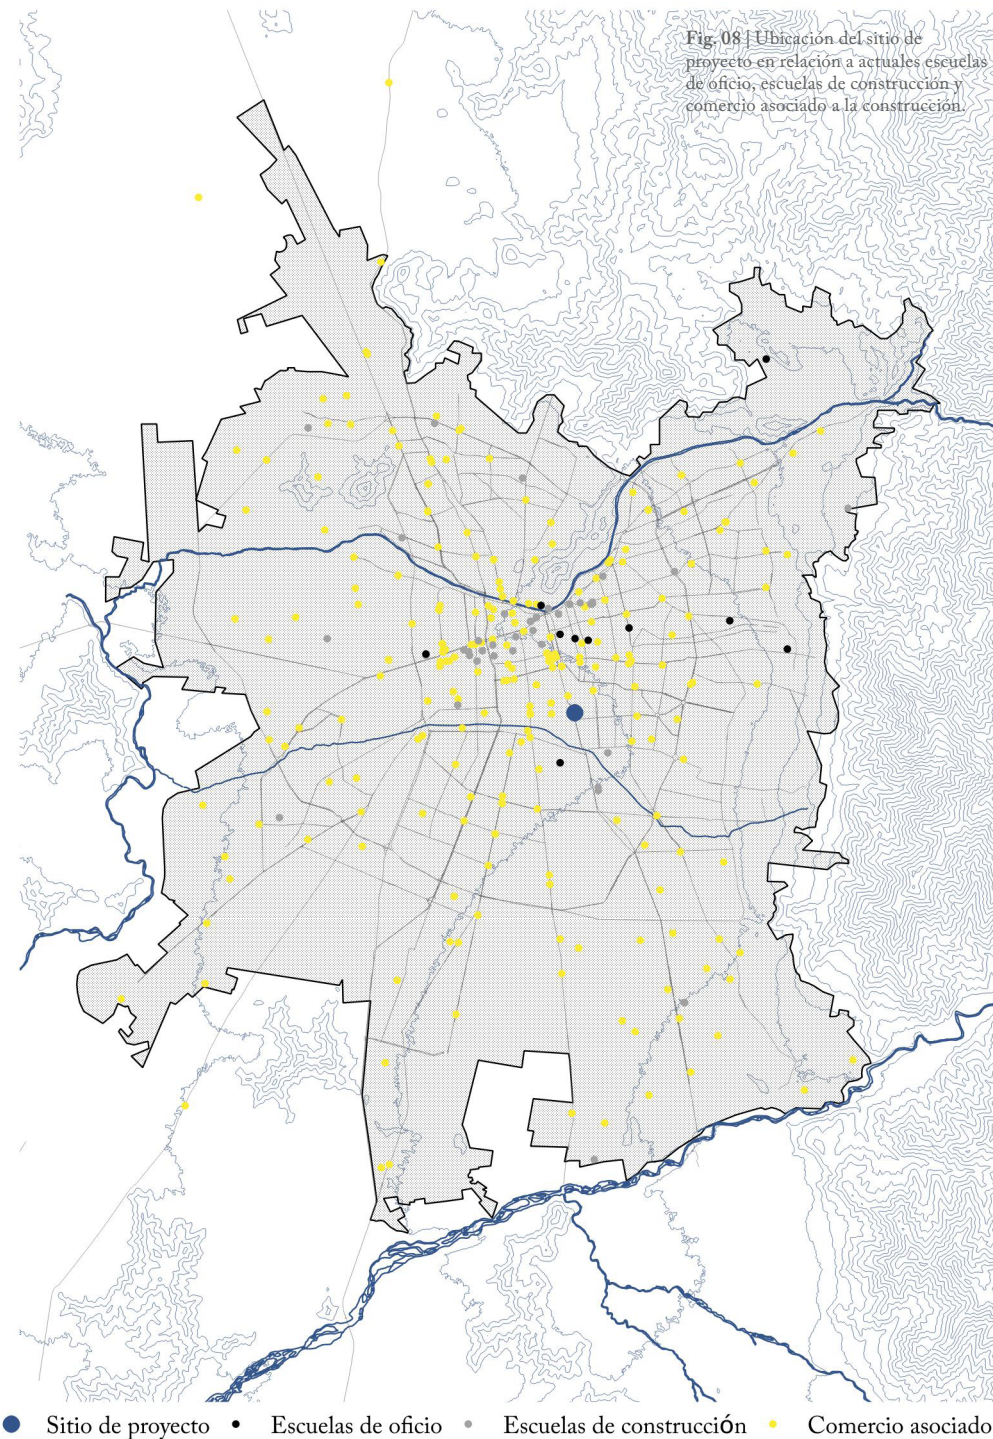 Fig. 08 | Ubicación del sitio de
proyecto en relación a actuales escuelas
de oficio, escuelas de construcción y
comercio asociado a la construcción.
Sitio de proyecto
Escuelas de oficio
Escuelas de construcción
Comercio asociado